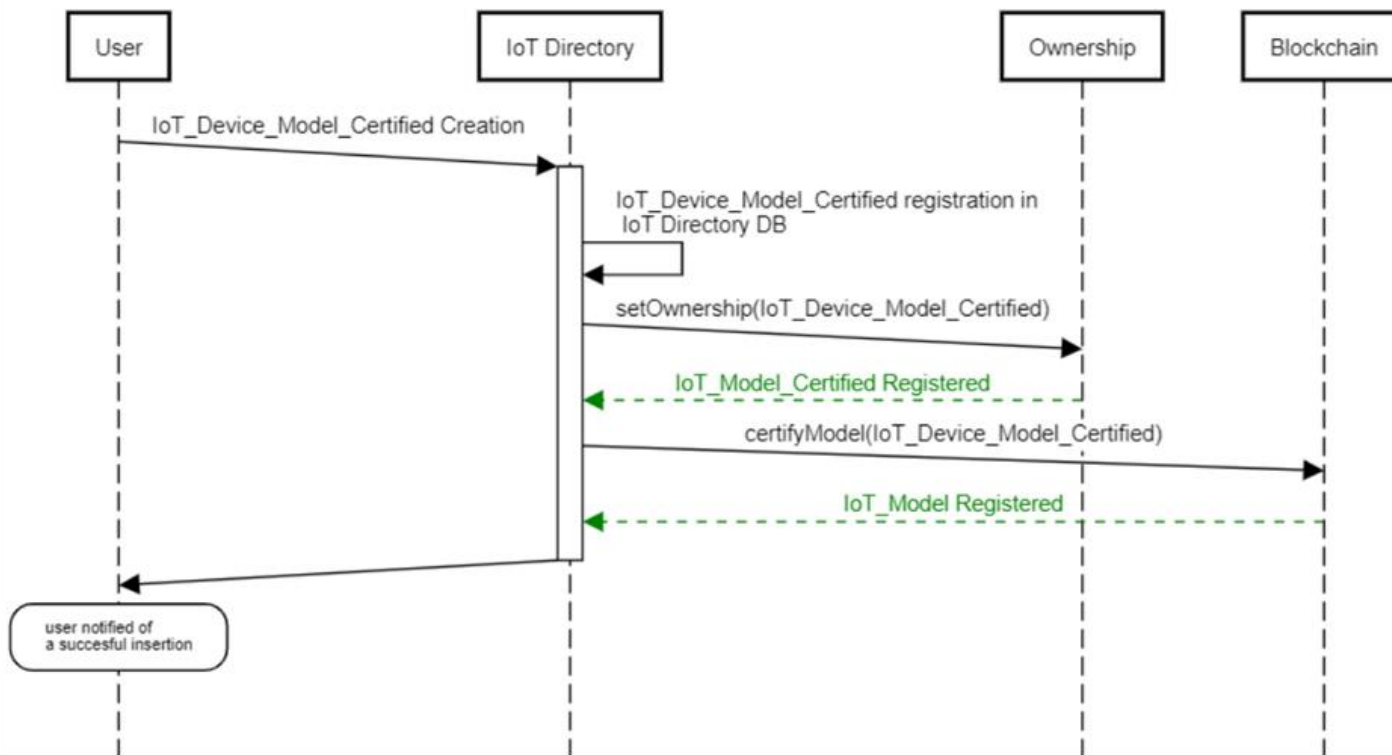 User
IoT Directory
Ownership
Blockchain
IoT_Device_Model_Certified Creation
IoT_Device_Model_Certified registration in
IoT Directory DB
setOwnership(IoT_Device_Model_Certified)
IoT_Model_Certified Registered
certifyModel(IoT_Device_Model_Certified)
IoT_Model Registered
user notified of
a succesful insertion